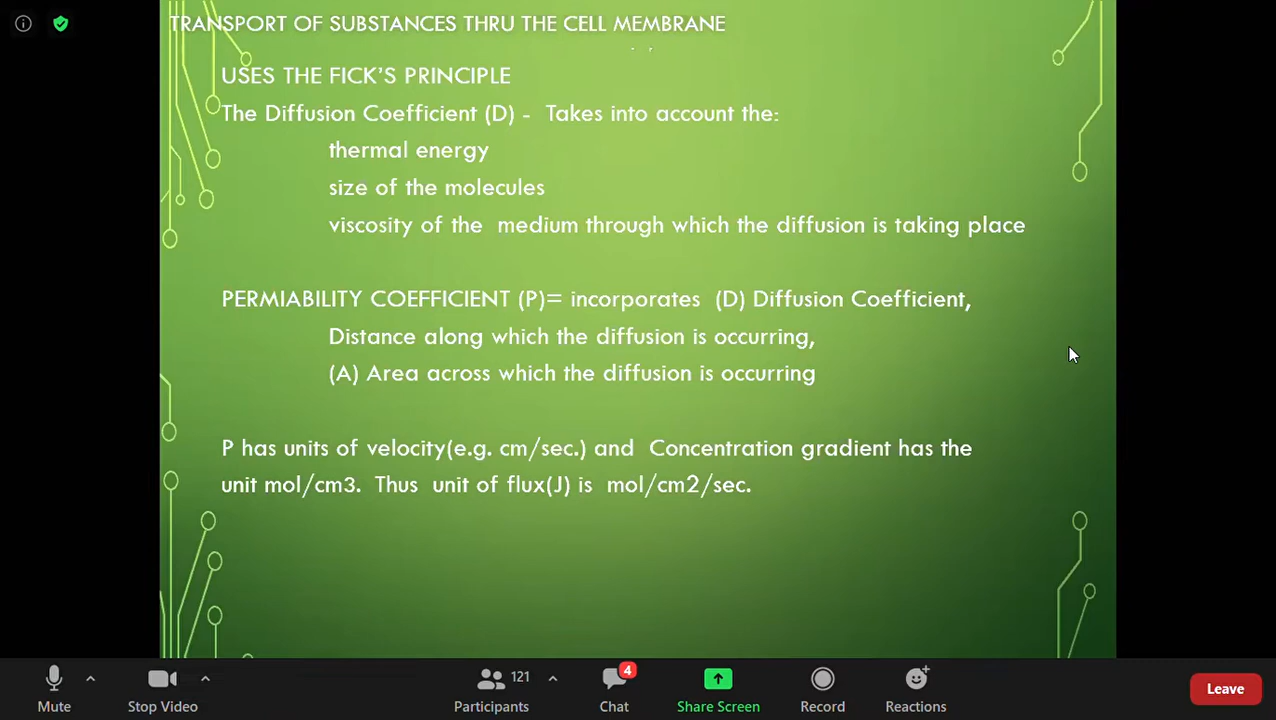 TRANSPORT OF SUBSTANCES THRU THE CELL MEMBRANE
USES THE FICK'S PRINCIPLE
The Diffusion Coefficient (D) - Takes into account the:
thermal energy
size of the molecules
viscosity of the medium through which the diffusion is taking place
PERMIABILITY COEFFICIENT (P)= incorporates (D) Diffusion Coefficient,
Distance along which the diffusion is occurring,
(A) Area across which the diffusion is occurring
P has units of velocity(e.g. cm/sec.) and Concentration gradient has the
unit mol/cm3. Thus unit of flux(J) is mol/cm2/sec.
121
4
Mute
Stop Video
Participants
Chat
Share Screen
Record
Reactions
Leave